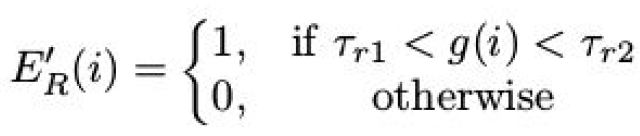 E′_R(i) = { 1, if τ_{r1} < g(i) < τ_{r2}
0, otherwise